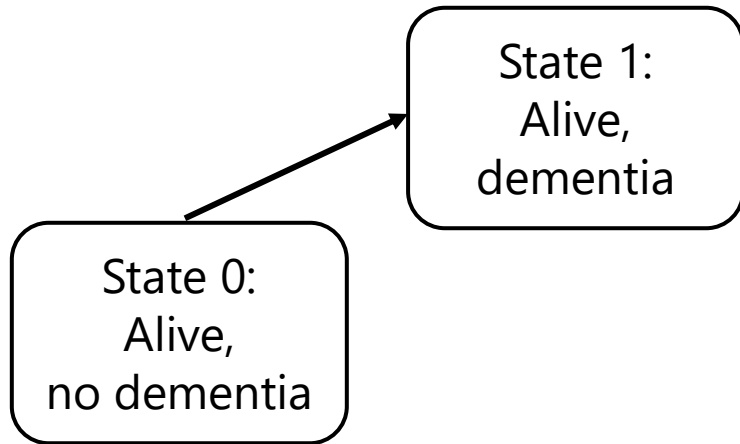 State 1:
Alive,
dementia
State 0:
Alive,
no dementia